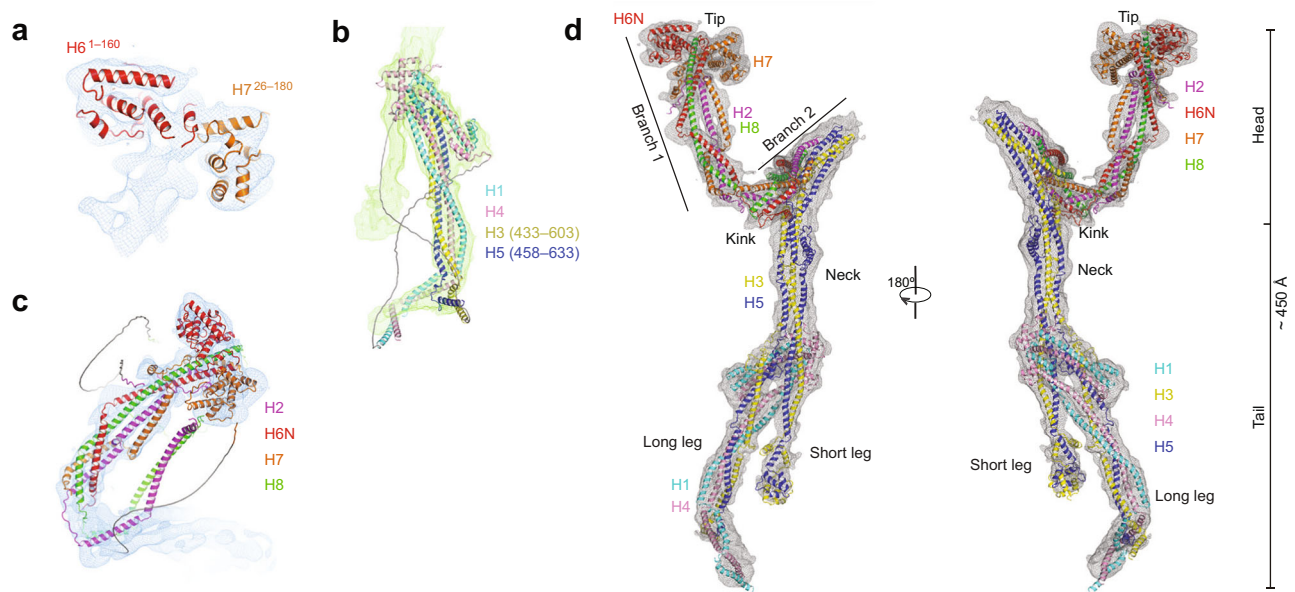 a
H6 1–160
H7 26–180
b
H1
H4
H3 (433–603)
H5 (458–633)
c
H2
H6N
H7
H8
d
H6N
Tip
H7
Branch 1
H2
H8
Branch 2
Kink
H3
H5
Neck
Long leg
Short leg
H1
H4
180º
Tip
H2
H6N
H7
H8
Kink
Neck
H1
H3
H4
H5
Short leg
Long leg
Head
~ 450 Å
Tail